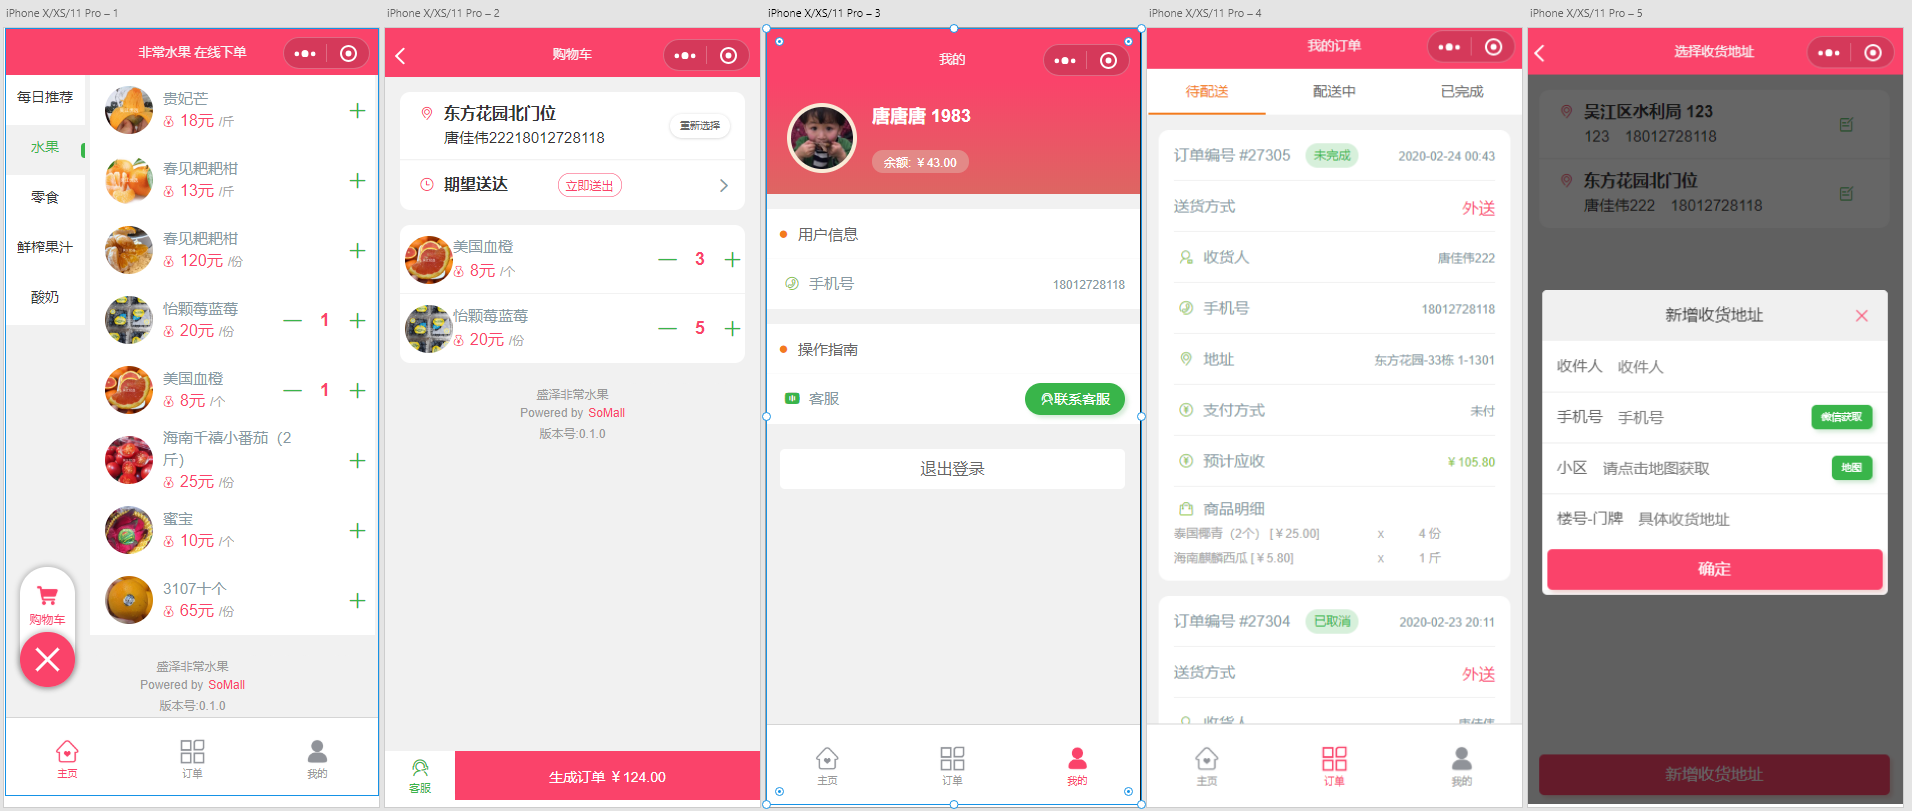 iPhone X/XS/11 Pro – 1
非常水果 在线下单
每日推荐
水果
零食
鲜榨果汁
酸奶
贵妃芒
18元 /斤
春见耙耙柑
13元 /斤
春见耙耙柑
120元 /份
怡颗莓蓝莓
20元 /份
1
美国血橙
8元 /个
1
海南千禧小番茄（2
斤）
25元 /份
蜜宝
10元 /个
3107十个
65元 /份
购物车
盛泽非常水果
Powered by SoMall
版本号:0.1.0
主页
订单
我的
iPhone X/XS/11 Pro – 2
购物车
东方花园北门位
唐佳伟22218012728118
重新选择
期望送达
立即送出
美国血橙
8元 /个
3
怡颗莓蓝莓
20元 /份
5
盛泽非常水果
Powered by SoMall
版本号:0.1.0
客服
生成订单 ￥124.00
iPhone X/XS/11 Pro – 3
我的
唐唐唐 1983
余额: ￥43.00
用户信息
手机号
18012728118
操作指南
客服
联系客服
退出登录
主页
订单
我的
iPhone X/XS/11 Pro – 4
我的订单
待配送
配送中
已完成
订单编号 #27305
未完成
2020-02-24 00:43
送货方式
外送
收货人
唐佳伟222
手机号
18012728118
地址
东方花园-33栋 1-1301
支付方式
未付
预计应收
￥105.80
商品明细
泰国椰青（2个） [￥25.00]
x
4 份
海南麒麟西瓜 [￥5.80]
x
1 斤
订单编号 #27304
已取消
2020-02-23 20:11
送货方式
外送
收货人
唐佳伟
主页
订单
我的
iPhone X/XS/11 Pro – 5
选择收货地址
吴江区水利局 123
123 18012728118
东方花园北门位
唐佳伟222 18012728118
新增收货地址
收件人
收件人
手机号
手机号
微信获取
小区
请点击地图获取
地图
楼号-门牌
具体收货地址
确定
新增收货地址